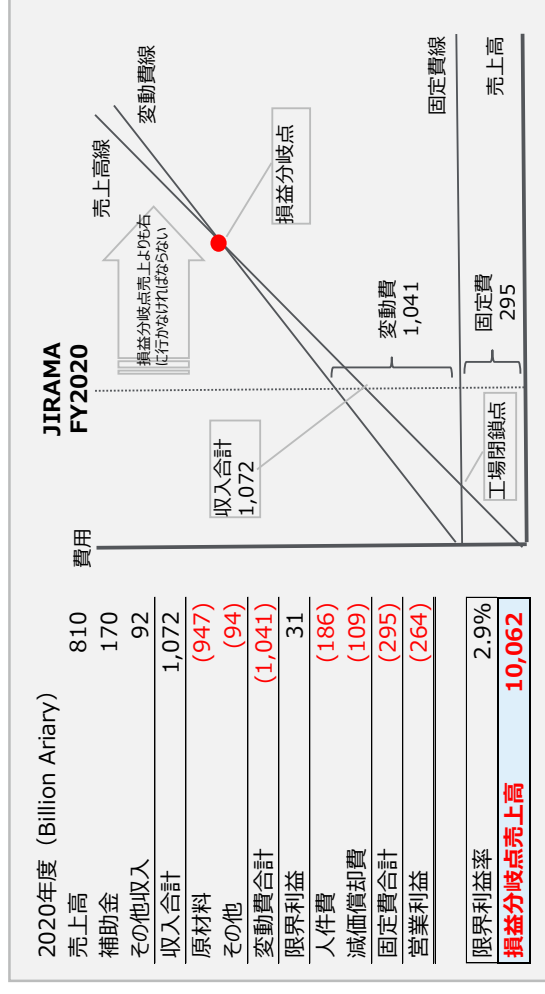 2020年度（Billion Ariary）
売上高 810
補助金 170
その他収入 92
収入合計 1,072
原材料 (947)
その他 (94)
変動費合計 (1,041)
限界利益 31
人件費 (186)
減価償却費 (109)
固定費合計 (295)
営業利益 (264)
限界利益率 2.9%
損益分岐点売上高 10,062
JIRAMA
FY2020
費用
売上高線
変動費線
損益分岐点売上よりも右
に行かなければならない
損益分岐点
収入合計
1,072
変動費
1,041
固定費線
固定費
295
工場閉鎖点
売上高